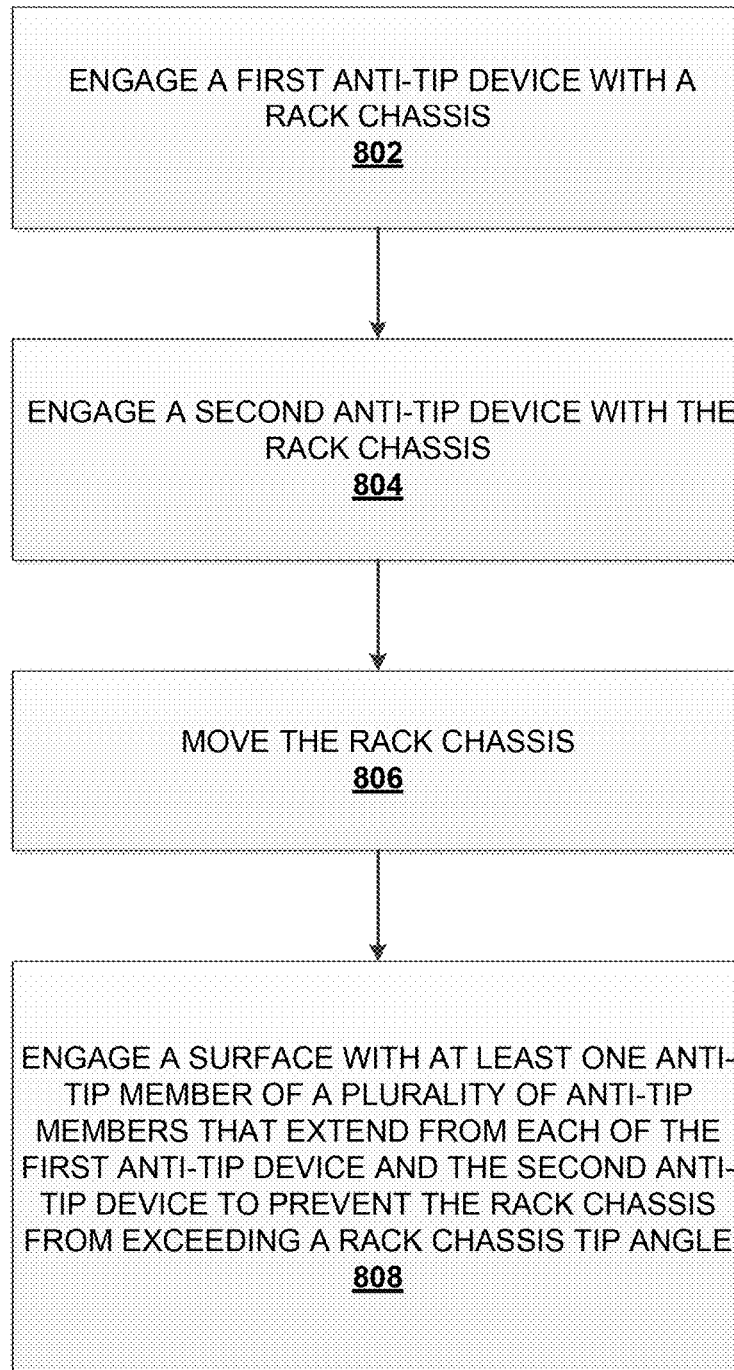 ENGAGE A FIRST ANTI-TIP DEVICE WITH A
RACK CHASSIS
802
ENGAGE A SECOND ANTI-TIP DEVICE WITH THE
RACK CHASSIS
804
MOVE THE RACK CHASSIS
806
ENGAGE A SURFACE WITH AT LEAST ONE ANTI-
TIP MEMBER OF A PLURALITY OF ANTI-TIP
MEMBERS THAT EXTEND FROM EACH OF THE
FIRST ANTI-TIP DEVICE AND THE SECOND ANTI-
TIP DEVICE TO PREVENT THE RACK CHASSIS
FROM EXCEEDING A RACK CHASSIS TIP ANGLE
808